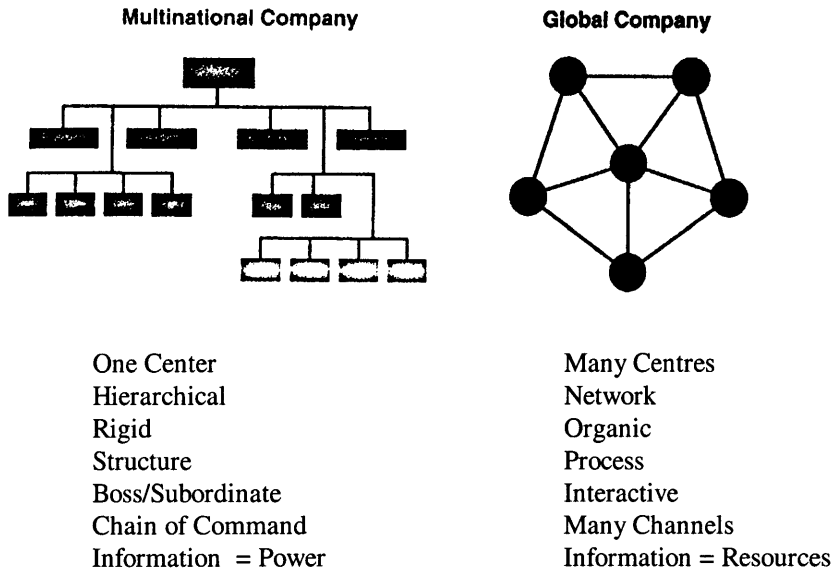 Multinational Company
Global Company
One Center
Hierarchical
Rigid
Structure
Boss/Subordinate
Chain of Command
Information = Power
Many Centres
Network
Organic
Process
Interactive
Many Channels
Information = Resources